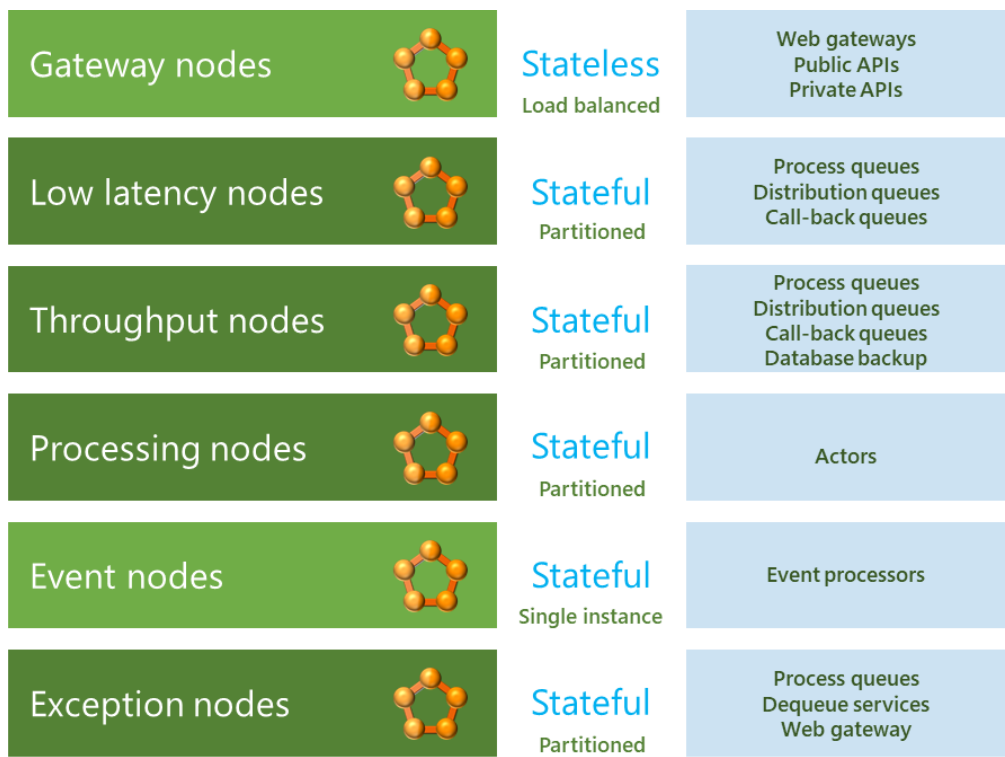 Gateway nodes
Stateless
Load balanced
Web gateways
Public APIs
Private APIs
Low latency nodes
Stateful
Partitioned
Process queues
Distribution queues
Call-back queues
Throughput nodes
Stateful
Partitioned
Process queues
Distribution queues
Call-back queues
Database backup
Processing nodes
Stateful
Partitioned
Actors
Event nodes
Stateful
Single instance
Event processors
Exception nodes
Stateful
Partitioned
Process queues
Dequeue services
Web gateway